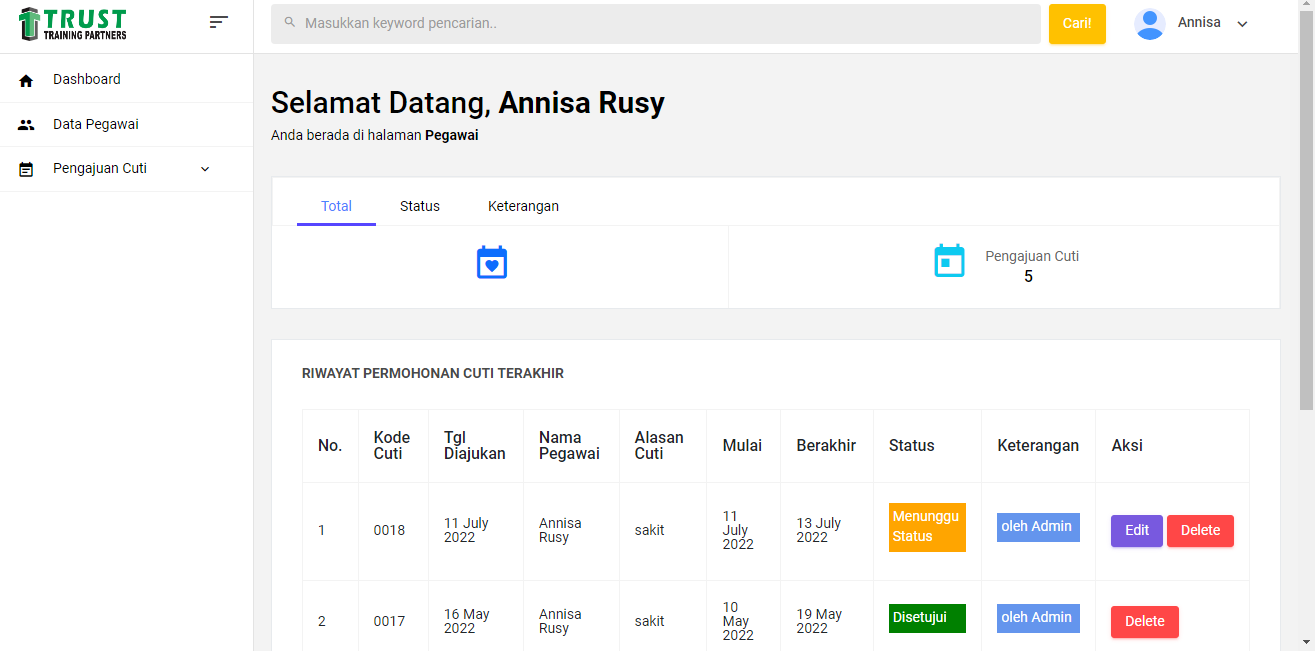 TRUST
TRAINING PARTNERS
Masukkan keyword pencarian..
Cari!
Annisa
Dashboard
Data Pegawai
Pengajuan Cuti
Selamat Datang, Annisa Rusy
Anda berada di halaman Pegawai
Total
Status
Keterangan
Pengajuan Cuti
5
RIWAYAT PERMOHONAN CUTI TERAKHIR
No.
Kode
Cuti
Tgl
Diajukan
Nama
Pegawai
Alasan
Cuti
Mulai
Berakhir
Status
Keterangan
Aksi
1
0018
11 July
2022
Annisa
Rusy
sakit
11
July
2022
13 July
2022
Menunggu
Status
oleh Admin
Edit
Delete
2
0017
16 May
2022
Annisa
Rusy
sakit
10
May
2022
19 May
2022
Disetujui
oleh Admin
Delete